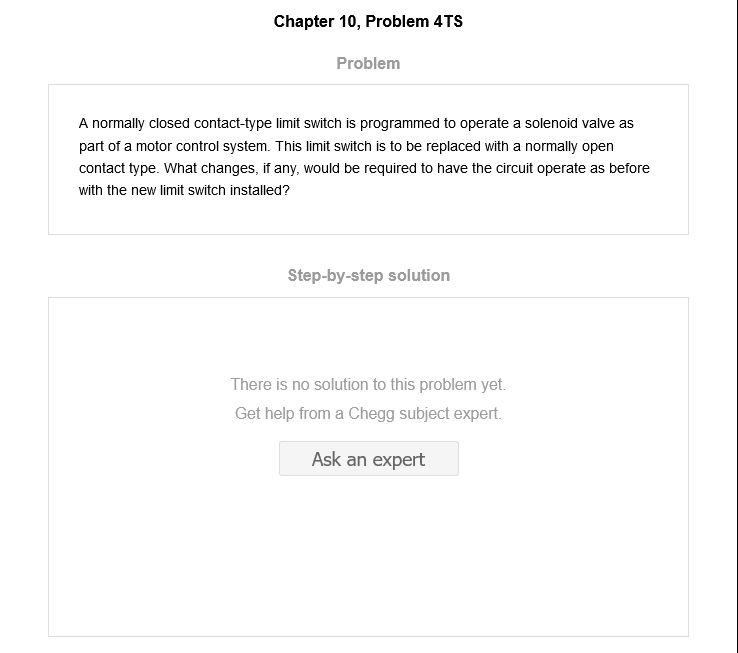 Chapter 10, Problem 4TS
Problem
A normally closed contact-type limit switch is programmed to operate a solenoid valve as
part of a motor control system. This limit switch is to be replaced with a normally open
contact type. What changes, if any, would be required to have the circuit operate as before
with the new limit switch installed?
Step-by-step solution
There is no solution to this problem yet.
Get help from a Chegg subject expert.
Ask an expert